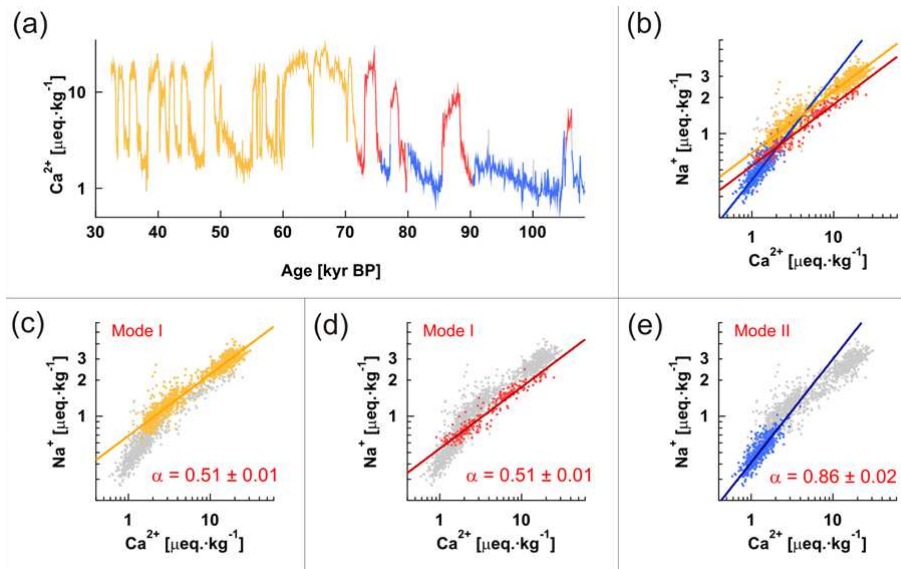 (a)
Ca²⁺ [μeq.·kg⁻¹]
10
1
30 40 50 60 70 80 90 100
Age [kyr BP]
(b)
Na⁺ [μeq.·kg⁻¹]
3
2
1
1 10
Ca²⁺ [μeq.·kg⁻¹]
(c)
Mode I
Na⁺ [μeq.·kg⁻¹]
3
2
1
α = 0.51 ± 0.01
1 10
Ca²⁺ [μeq.·kg⁻¹]
(d)
Mode I
Na⁺ [μeq.·kg⁻¹]
3
2
1
α = 0.51 ± 0.01
1 10
Ca²⁺ [μeq.·kg⁻¹]
(e)
Mode II
Na⁺ [μeq.·kg⁻¹]
3
2
1
α = 0.86 ± 0.02
1 10
Ca²⁺ [μeq.·kg⁻¹]